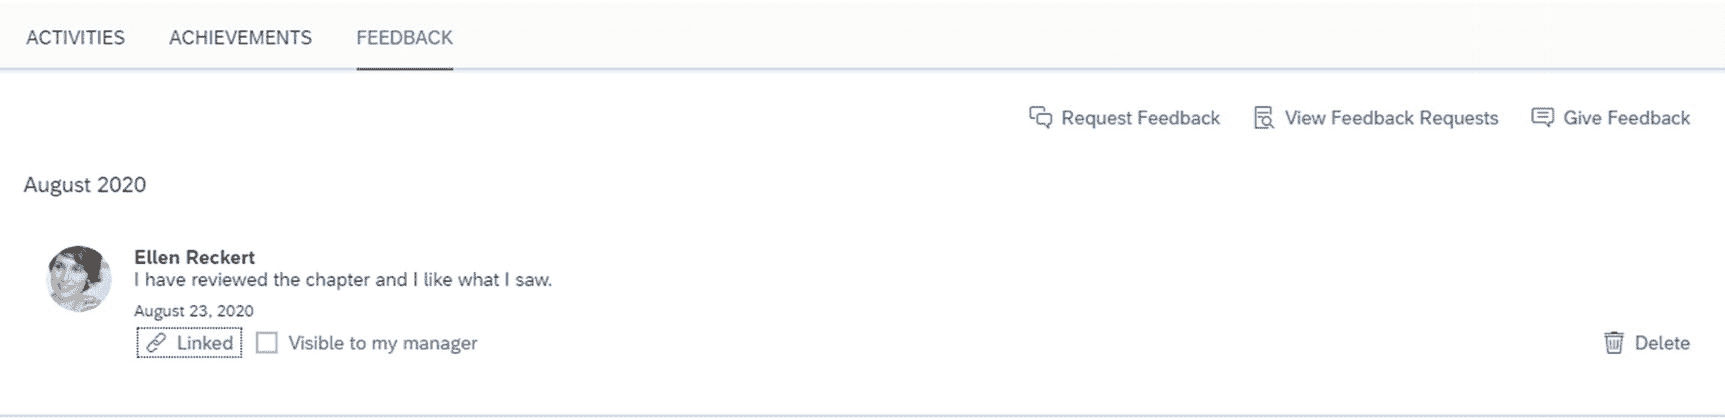 ACTIVITIES ACHIEVEMENTS FEEDBACK
Request Feedback View Feedback Requests Give Feedback
August 2020
Ellen Reckert
I have reviewed the chapter and I like what I saw.
August 23, 2020
Linked Visible to my manager Delete